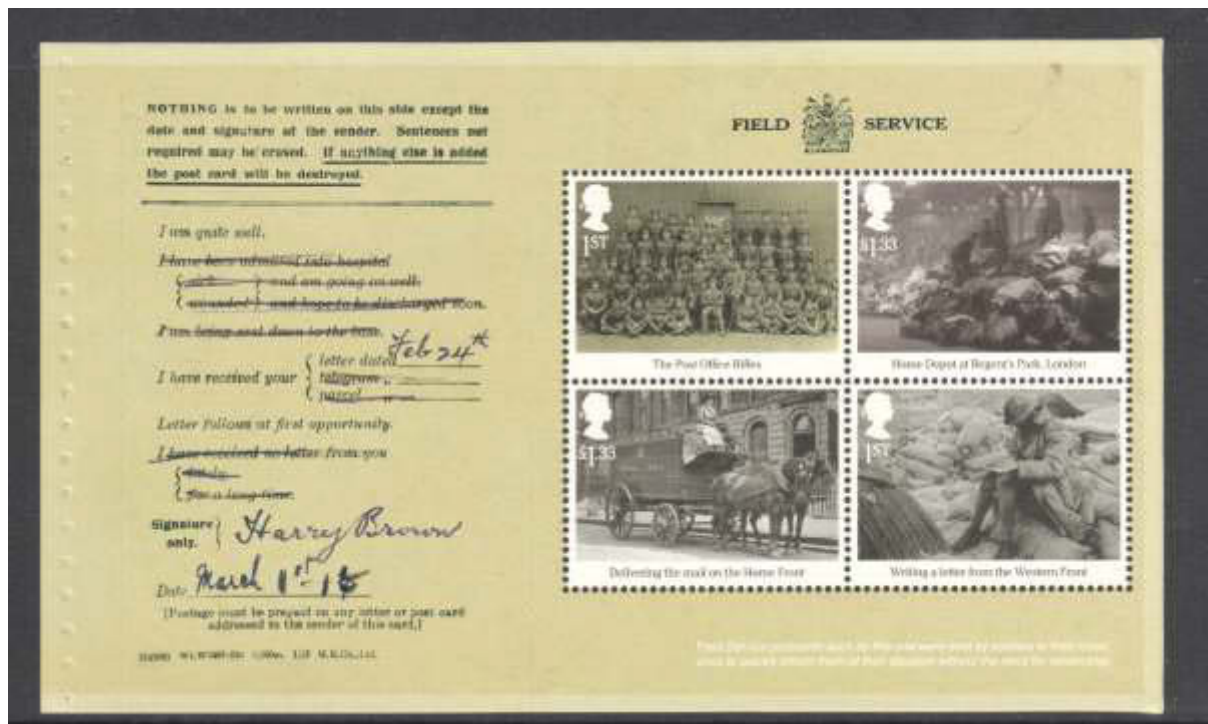 NOTHING is to be written on this side except the
date and signature of the sender. Sentences not
required may be erased. If anything else is added
the post card will be destroyed.
I am quite well.
I have been admitted into hospital
sick and am going on well.
wounded and hope to be discharged soon.
I am being sent down to the base.
Feb 24th
letter dated
I have received your telegram ,,
parcel ,,
Letter follows at first opportunity.
I have received no letter from you
lately
for a long time.
Signature only. Harry Brown
Date March 1st
[Postage must be prepaid on any letter or post card
addressed to the sender of this card.]
FIELD SERVICE
1ST
The Post Office Rifles
£1.33
Home Depot at Regent's Park, London
£1.33
Delivering the mail on the Home Front
1ST
Writing a letter from the Western Front